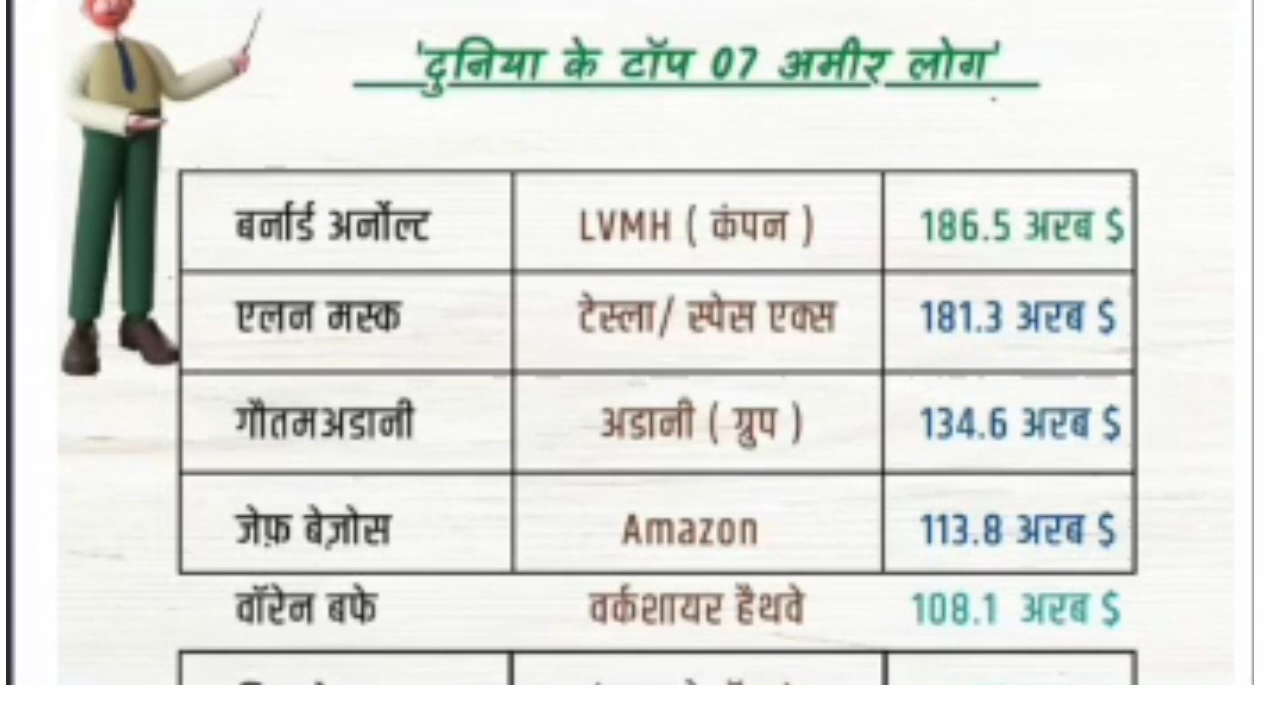 'दुनिया के टॉप 07 अमीर लोग'
बर्नार्ड अर्नोल्ट LVMH ( कंपन ) 186.5 अरब $
एलन मस्क टेस्ला/ स्पेस एक्स 181.3 अरब $
गौतमअडानी अडानी ( ग्रुप ) 134.6 अरब $
जेफ़ बेज़ोस Amazon 113.8 अरब $
वॉरेन बफे वर्कशायर हैथवे 108.1 अरब $